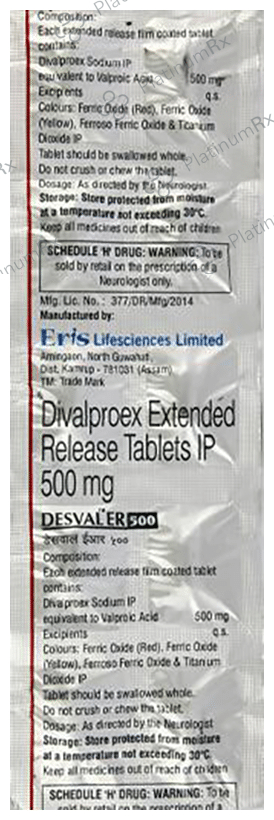 Composition:
Each extended release film coated tablet
contains:
Divalproex Sodium IP
equivalent to Valproic Acid 500 mg
Excipients q.s.
Colours: Ferric Oxide (Red), Ferric Oxide
(Yellow), Ferroso Ferric Oxide & Titanium
Dioxide IP
Tablet should be swallowed whole.
Do not crush or chew the tablet.
Dosage: As directed by the Neurologist
Storage: Store protected from moisture
at a temperature not exceeding 30°C.
Keep all medicines out of reach of children
SCHEDULE 'H' DRUG: WARNING: To be
sold by retail on the prescription of a
Neurologist only.
Mfg. Lic. No. : 377/DR/Mfg/2014
Manufactured by:
Eris Lifesciences Limited
Amingaon, North Guwahati,
Dist. Kamrup - 781031 (Assam)
TM: Trade Mark
Divalproex Extended
Release Tablets IP
500 mg
DESVAL ER 500
डेसवाल ईआर ५००
Composition:
Each extended release film coated tablet
contains:
Divalproex Sodium IP
equivalent to Valproic Acid 500 mg
Excipients q.s.
Colours: Ferric Oxide (Red), Ferric Oxide
(Yellow), Ferroso Ferric Oxide & Titanium
Dioxide IP
Tablet should be swallowed whole.
Do not crush or chew the tablet.
Dosage: As directed by the Neurologist
Storage: Store protected from moisture
at a temperature not exceeding 30°C
Keep all medicines out of reach of children
SCHEDULE 'H' DRUG: WARNING: To be
sold by retail on the prescription of a
PlatinumRx